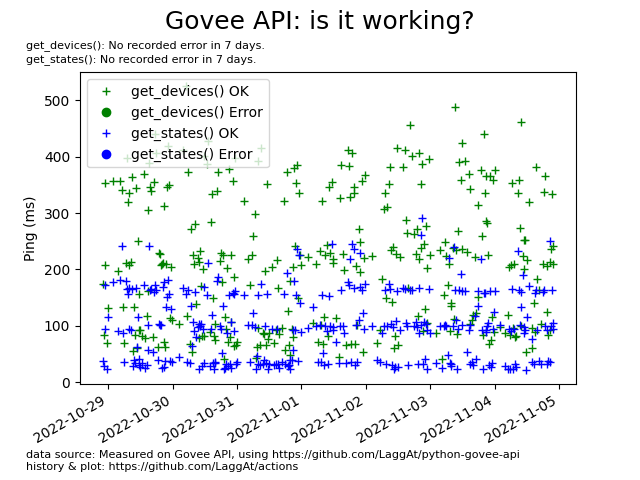 Govee API: is it working?
get_devices(): No recorded error in 7 days.
get_states(): No recorded error in 7 days.
get_devices() OK
get_devices() Error
get_states() OK
get_states() Error
500
400
300
200
100
0
Ping (ms)
2022-10-29
2022-10-30
2022-10-31
2022-11-01
2022-11-02
2022-11-03
2022-11-04
2022-11-05
data source: Measured on Govee API, using https://github.com/LaggAt/python-govee-api
history & plot: https://github.com/LaggAt/actions